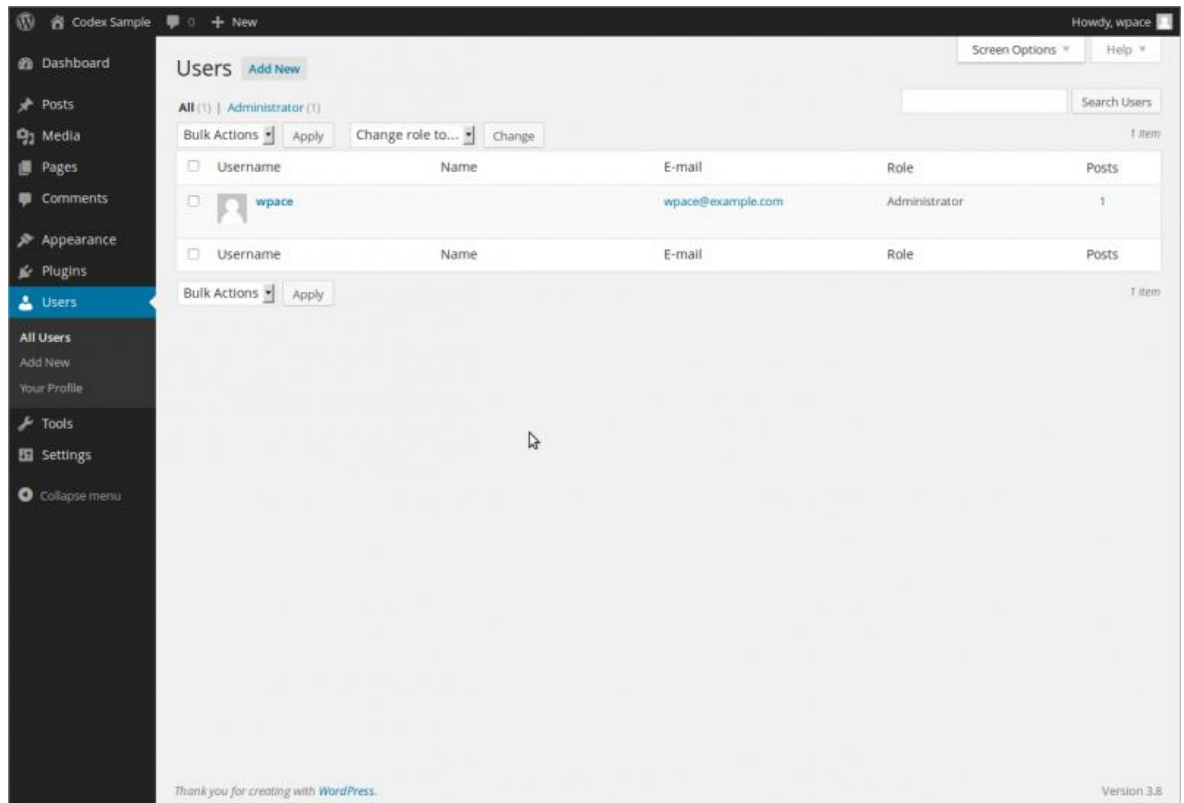 Codex Sample 0 + New Howdy, wpace
Screen Options Help
Dashboard
Posts
Media
Pages
Comments
Appearance
Plugins
Users
All Users
Add New
Your Profile
Tools
Settings
Collapse menu
Users Add New
All (1) | Administrator (1)
Search Users
Bulk Actions Apply Change role to... Change 1 item
Username Name E-mail Role Posts
wpace wpace@example.com Administrator 1
Username Name E-mail Role Posts
Bulk Actions Apply 1 item
Thank you for creating with WordPress. Version 3.8